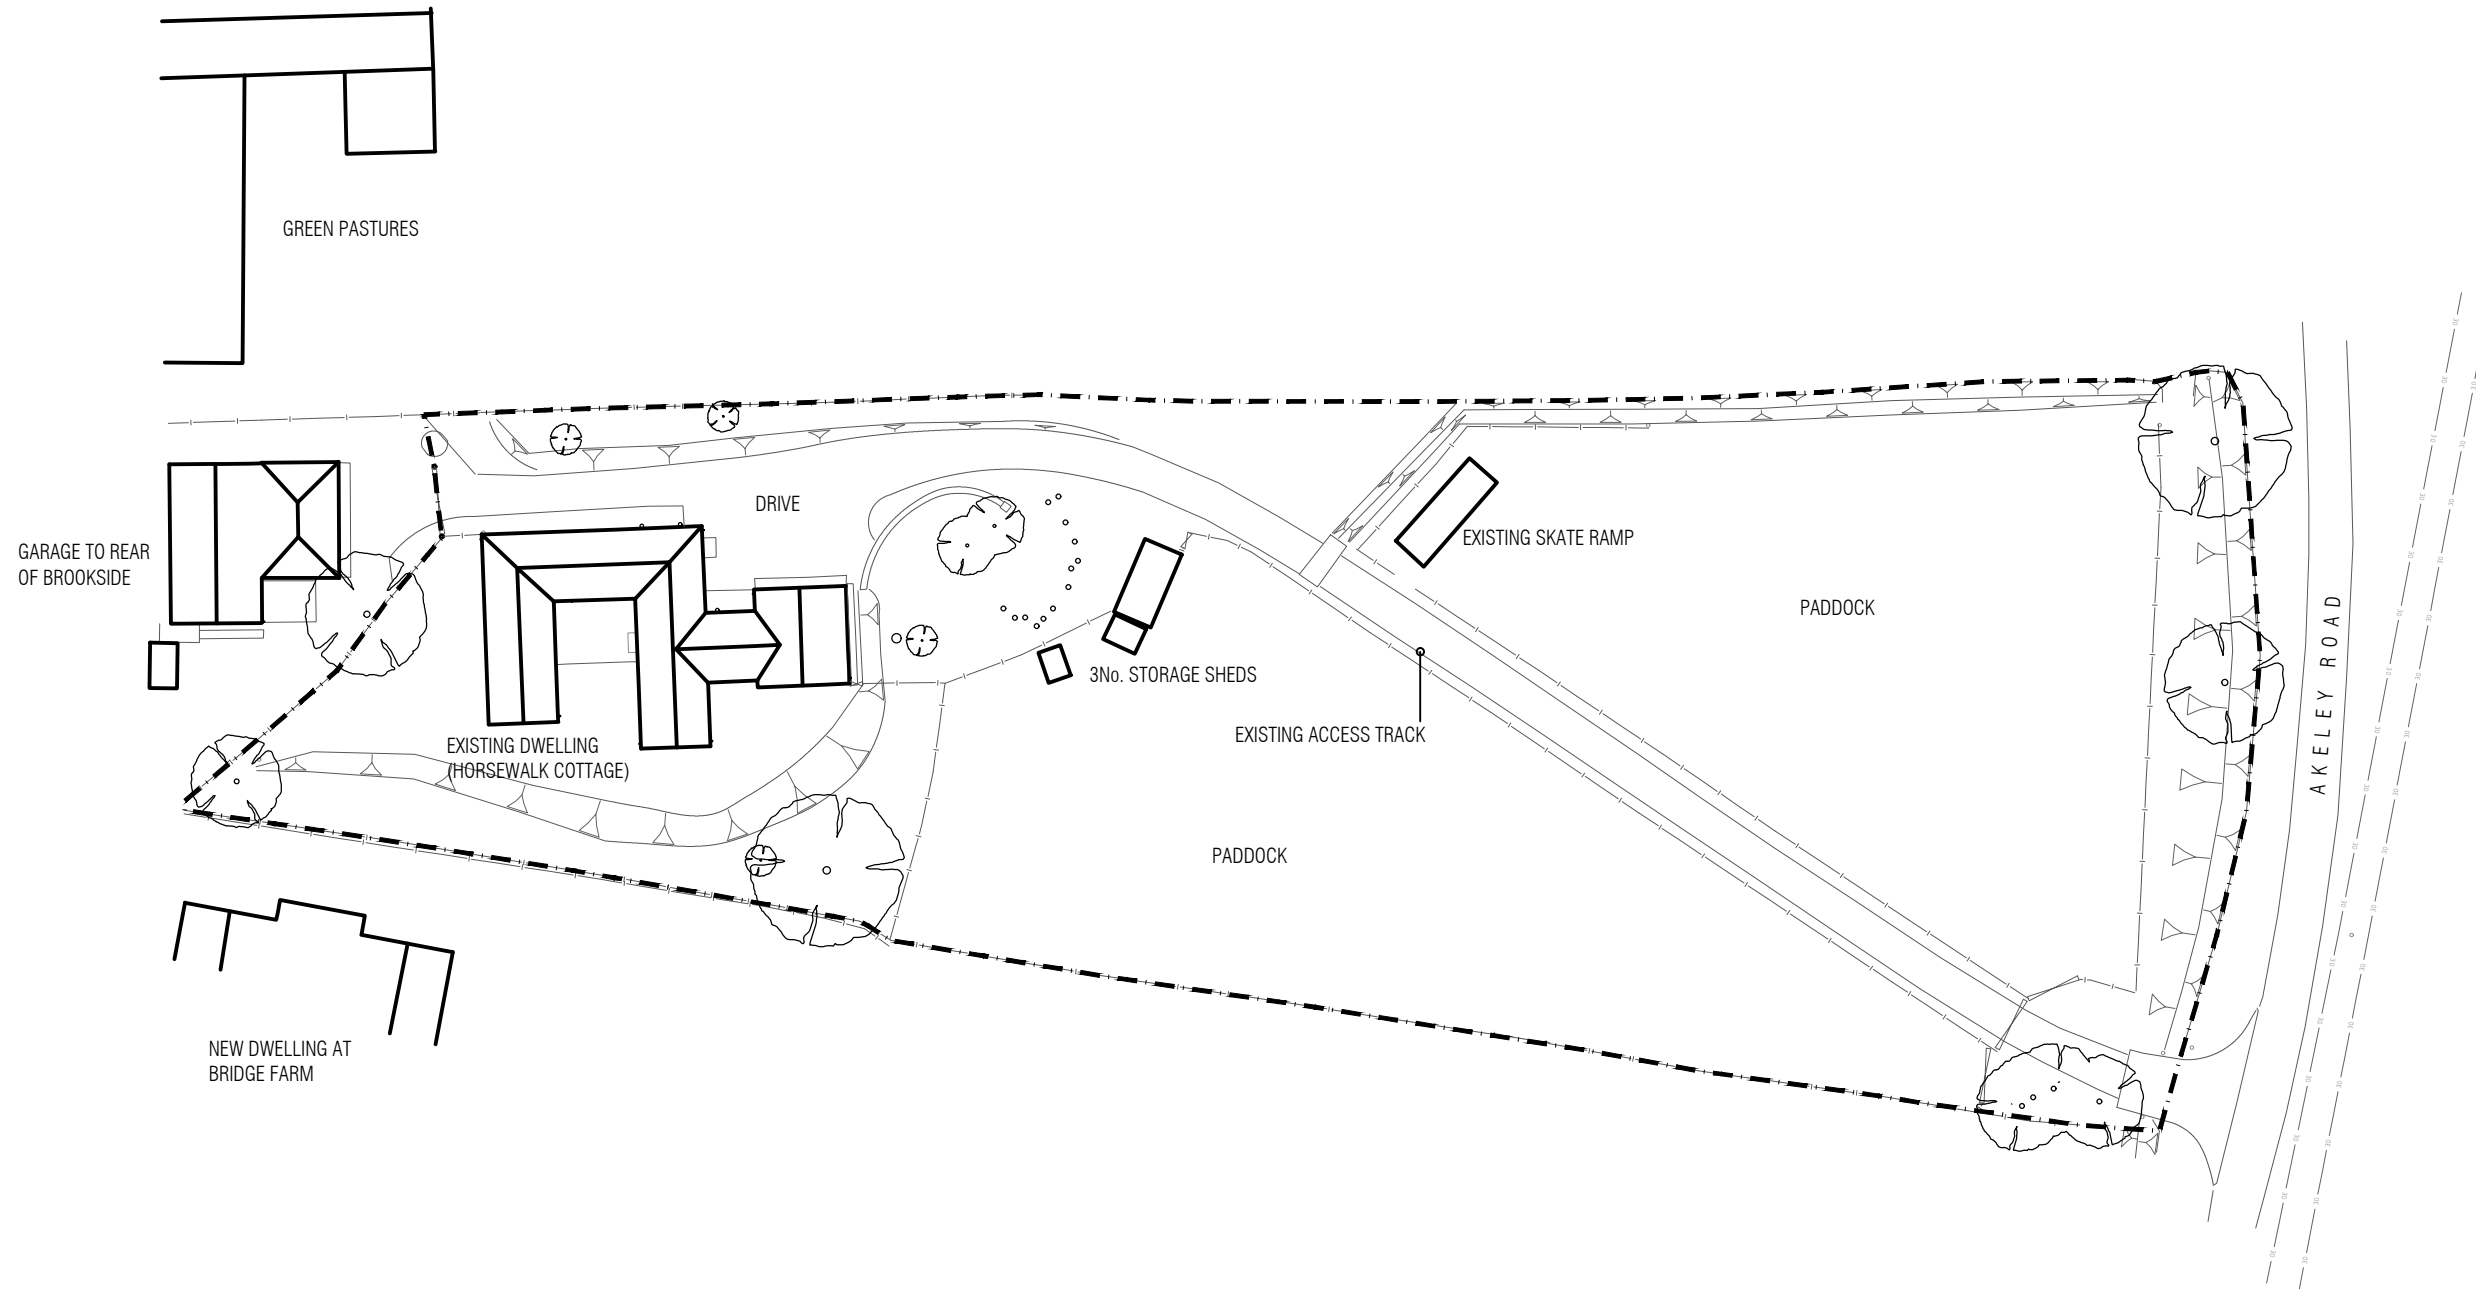 GREEN PASTURES
DRIVE
GARAGE TO REAR
OF BROOKSIDE
EXISTING SKATE RAMP
PADDOCK
AKELEY ROAD
3No. STORAGE SHEDS
EXISTING ACCESS TRACK
EXISTING DWELLING
(HORSEWALK COTTAGE)
PADDOCK
NEW DWELLING AT
BRIDGE FARM